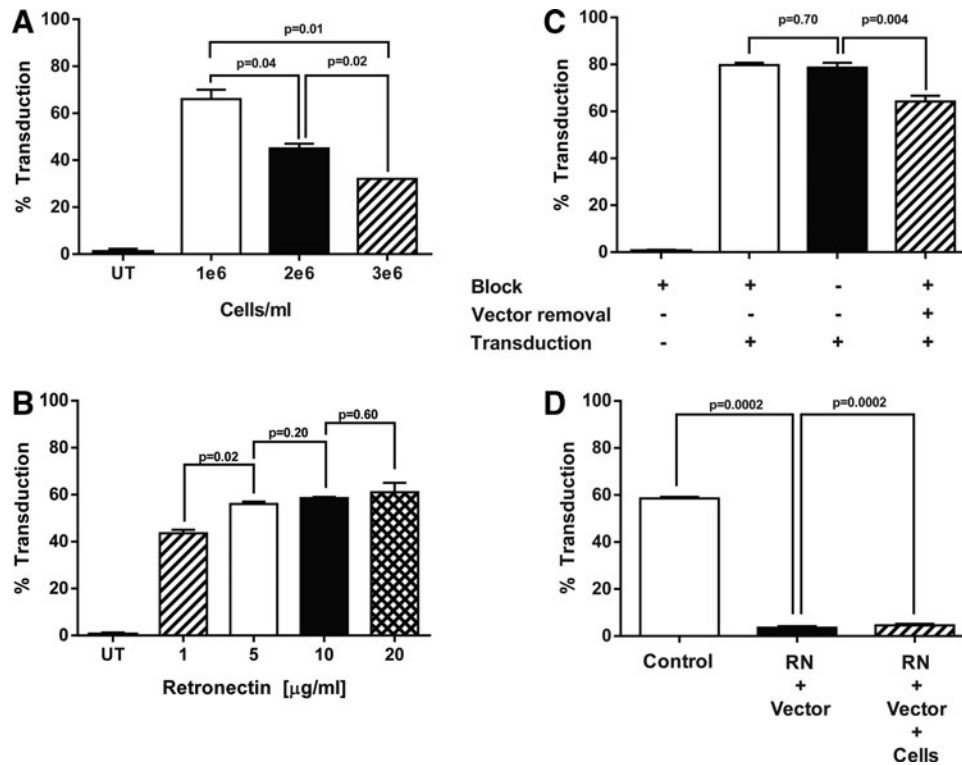 A
100
80
60
40
20
0
% Transduction
p=0.01
p=0.04
p=0.02
UT 1e6 2e6 3e6
Cells/ml
C
100
80
60
40
20
0
% Transduction
p=0.70
p=0.004
Block + + - +
Vector removal - - - +
Transduction - + + +
B
100
80
60
40
20
0
% Transduction
p=0.02
p=0.20
p=0.60
UT 1 5 10 20
Retronectin [μg/ml]
D
100
80
60
40
20
0
% Transduction
p=0.0002
p=0.0002
Control RN RN
+ +
Vector Vector
+
Cells